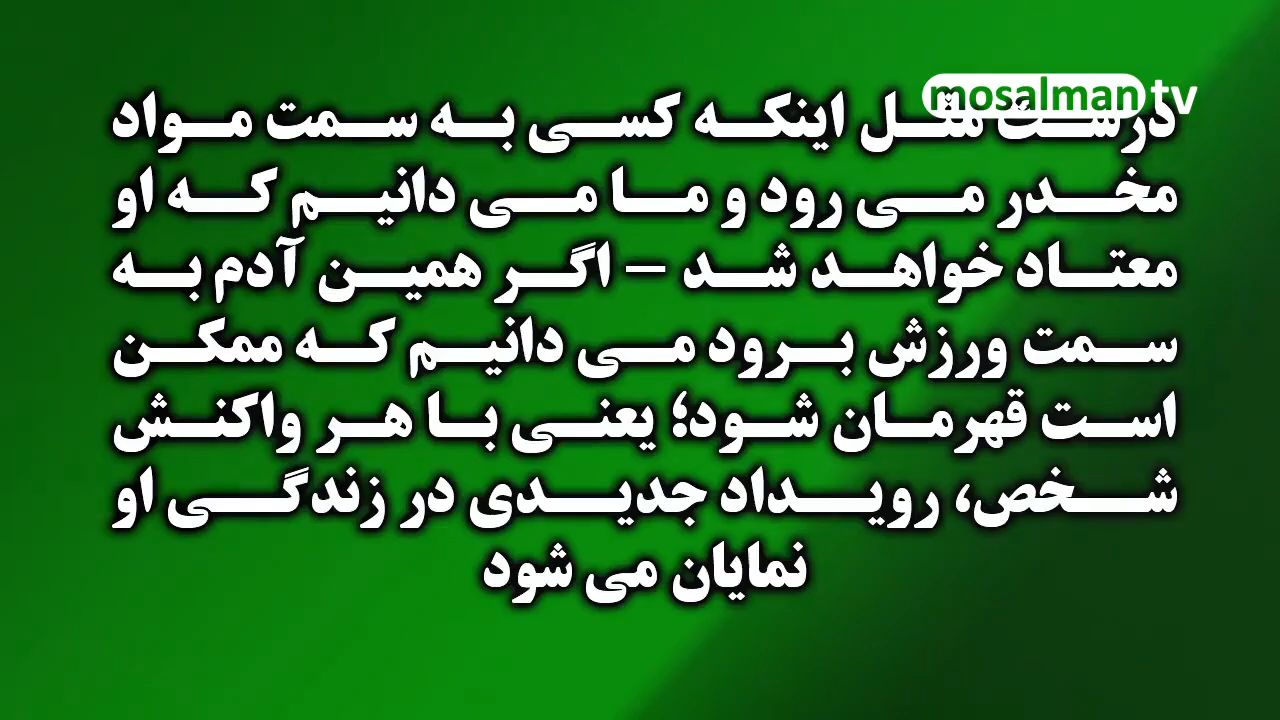 mosalman tv
درست مثل اینکه کسی به سمت مواد
مخدر می رود و ما می دانیم که او
معتاد خواهد شد – اگر همین آدم به
سمت ورزش برود می دانیم که ممکن
است قهرمان شود؛ یعنی با هر واکنش
شخص، رویداد جدیدی در زندگی او
نمایان می شود